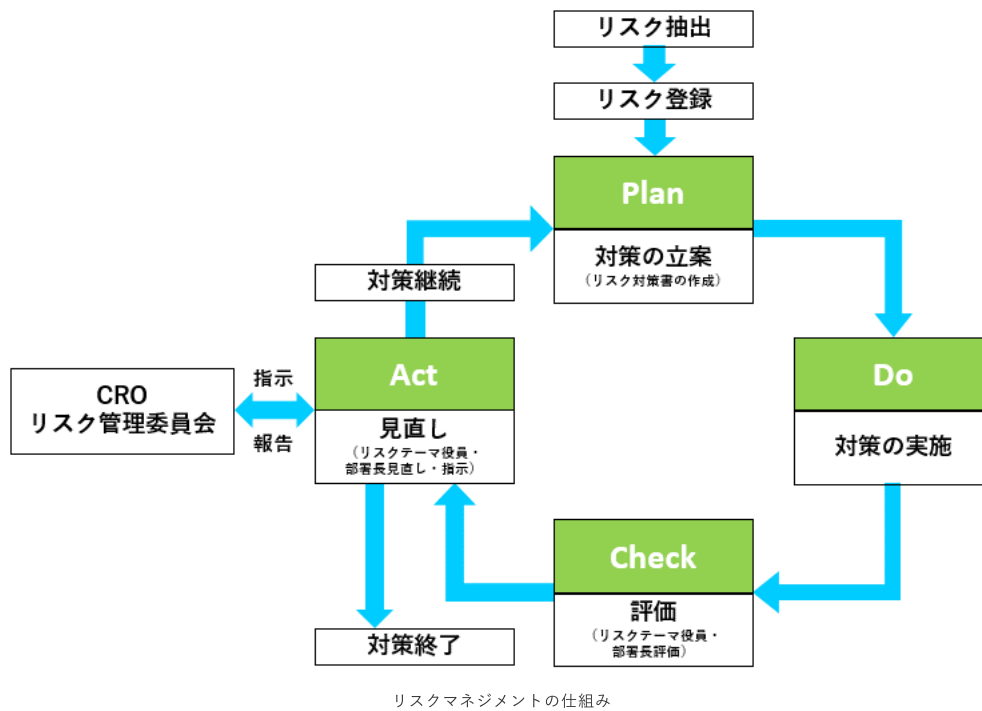 リスク抽出
リスク登録
Plan
対策の立案
（リスク対策書の作成）
対策継続
Act
見直し
（リスクテーマ役員・
部署長見直し・指示）
CRO
リスク管理委員会
指示
報告
Do
対策の実施
Check
評価
（リスクテーマ役員・
部署長評価）
対策終了
リスクマネジメントの仕組み